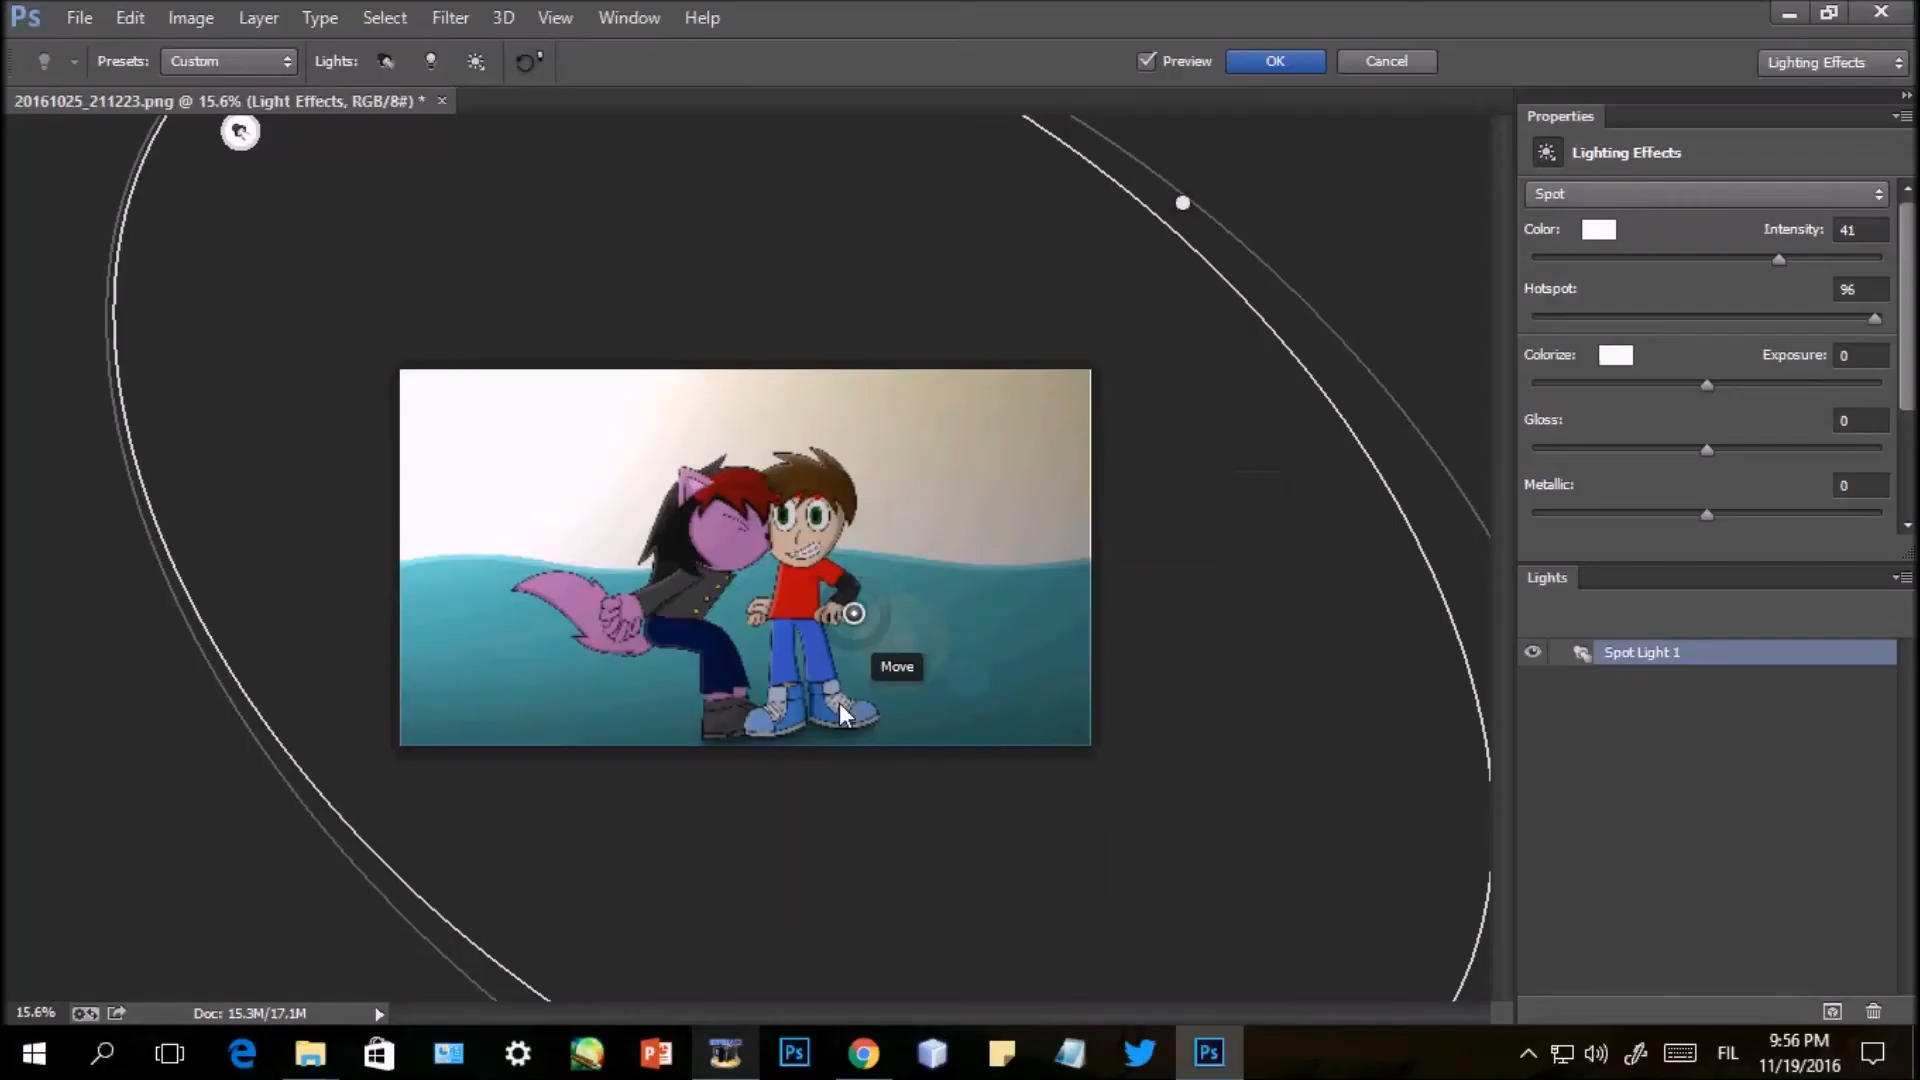 Ps File Edit Image Layer Type Select Filter 3D View Window Help
Presets: Custom Lights: Preview OK Cancel Lighting Effects
20161025_211223.png @ 15.6% (Light Effects, RGB/8#) * ×
Properties
Lighting Effects
Spot
Color: Intensity: 41
Hotspot: 96
Colorize: Exposure: 0
Gloss: 0
Metallic: 0
Move
Lights
Spot Light 1
15.6% Doc: 15.3M/17.1M
Ps Ps FIL 9:56 PM
11/19/2016